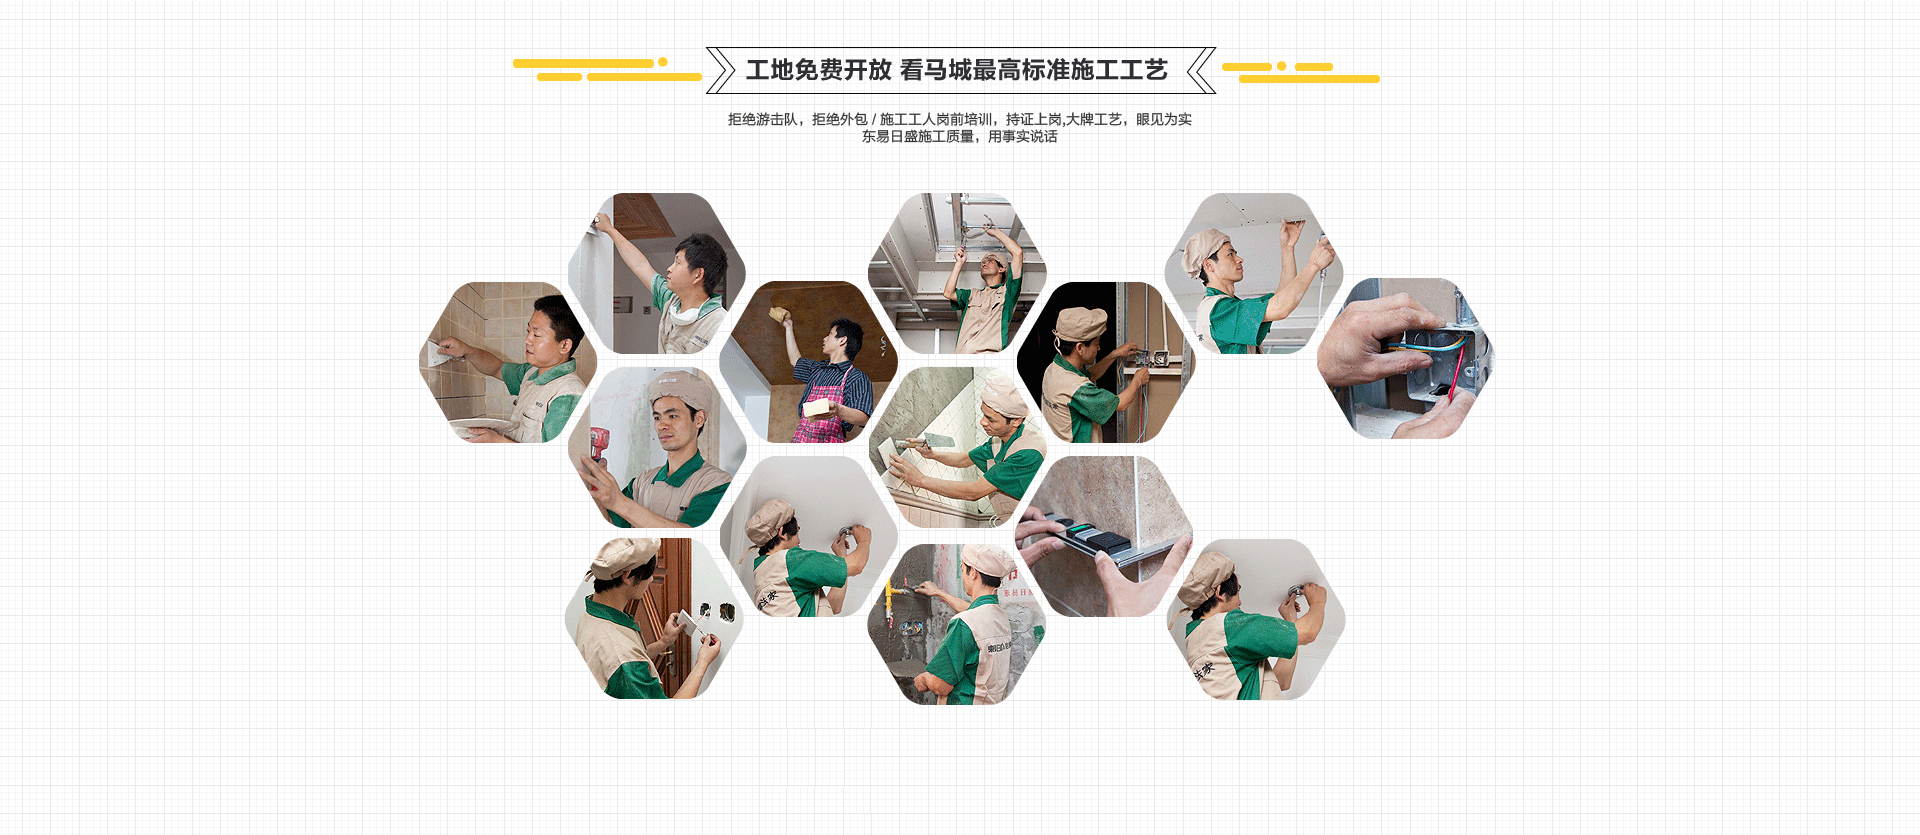 工地免费开放 看马城最高标准施工工艺
拒绝游击队，拒绝外包 / 施工工人岗前培训，持证上岗,大牌工艺，眼见为实
东易日盛施工质量，用事实说话